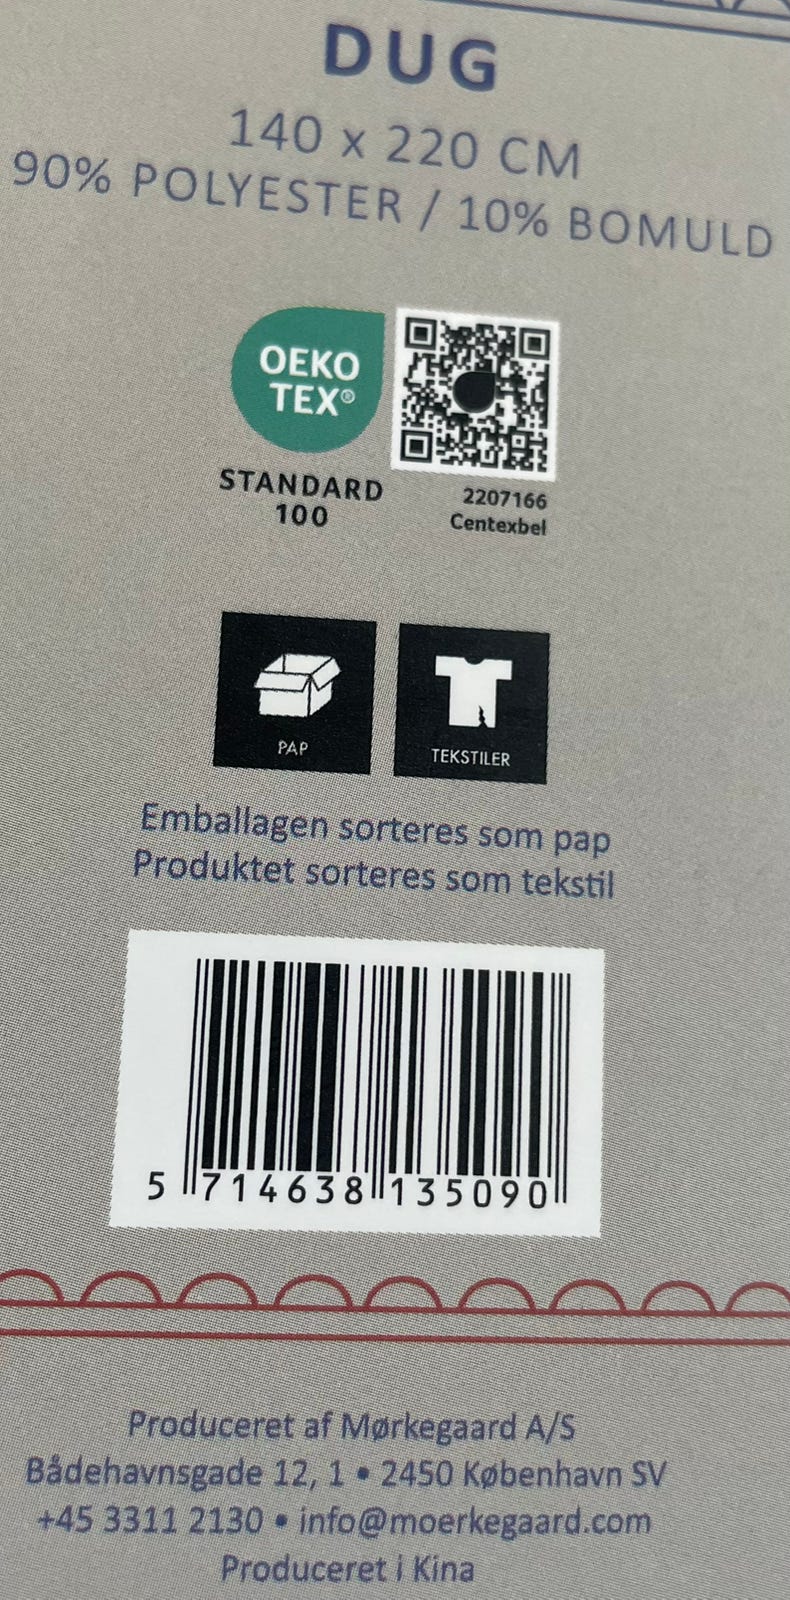 DUG
140 x 220 CM
90% POLYESTER / 10% BOMULD
OEKO
TEX®
STANDARD
100
2207166
Centexbel
PAP
TEKSTILER
Emballagen sorteres som pap
Produktet sorteres som tekstil
5 714638 135090
Produceret af Mørkegaard A/S
Bådehavnsgade 12, 1 • 2450 København SV
+45 3311 2130 • info@moerkegaard.com
Produceret i Kina